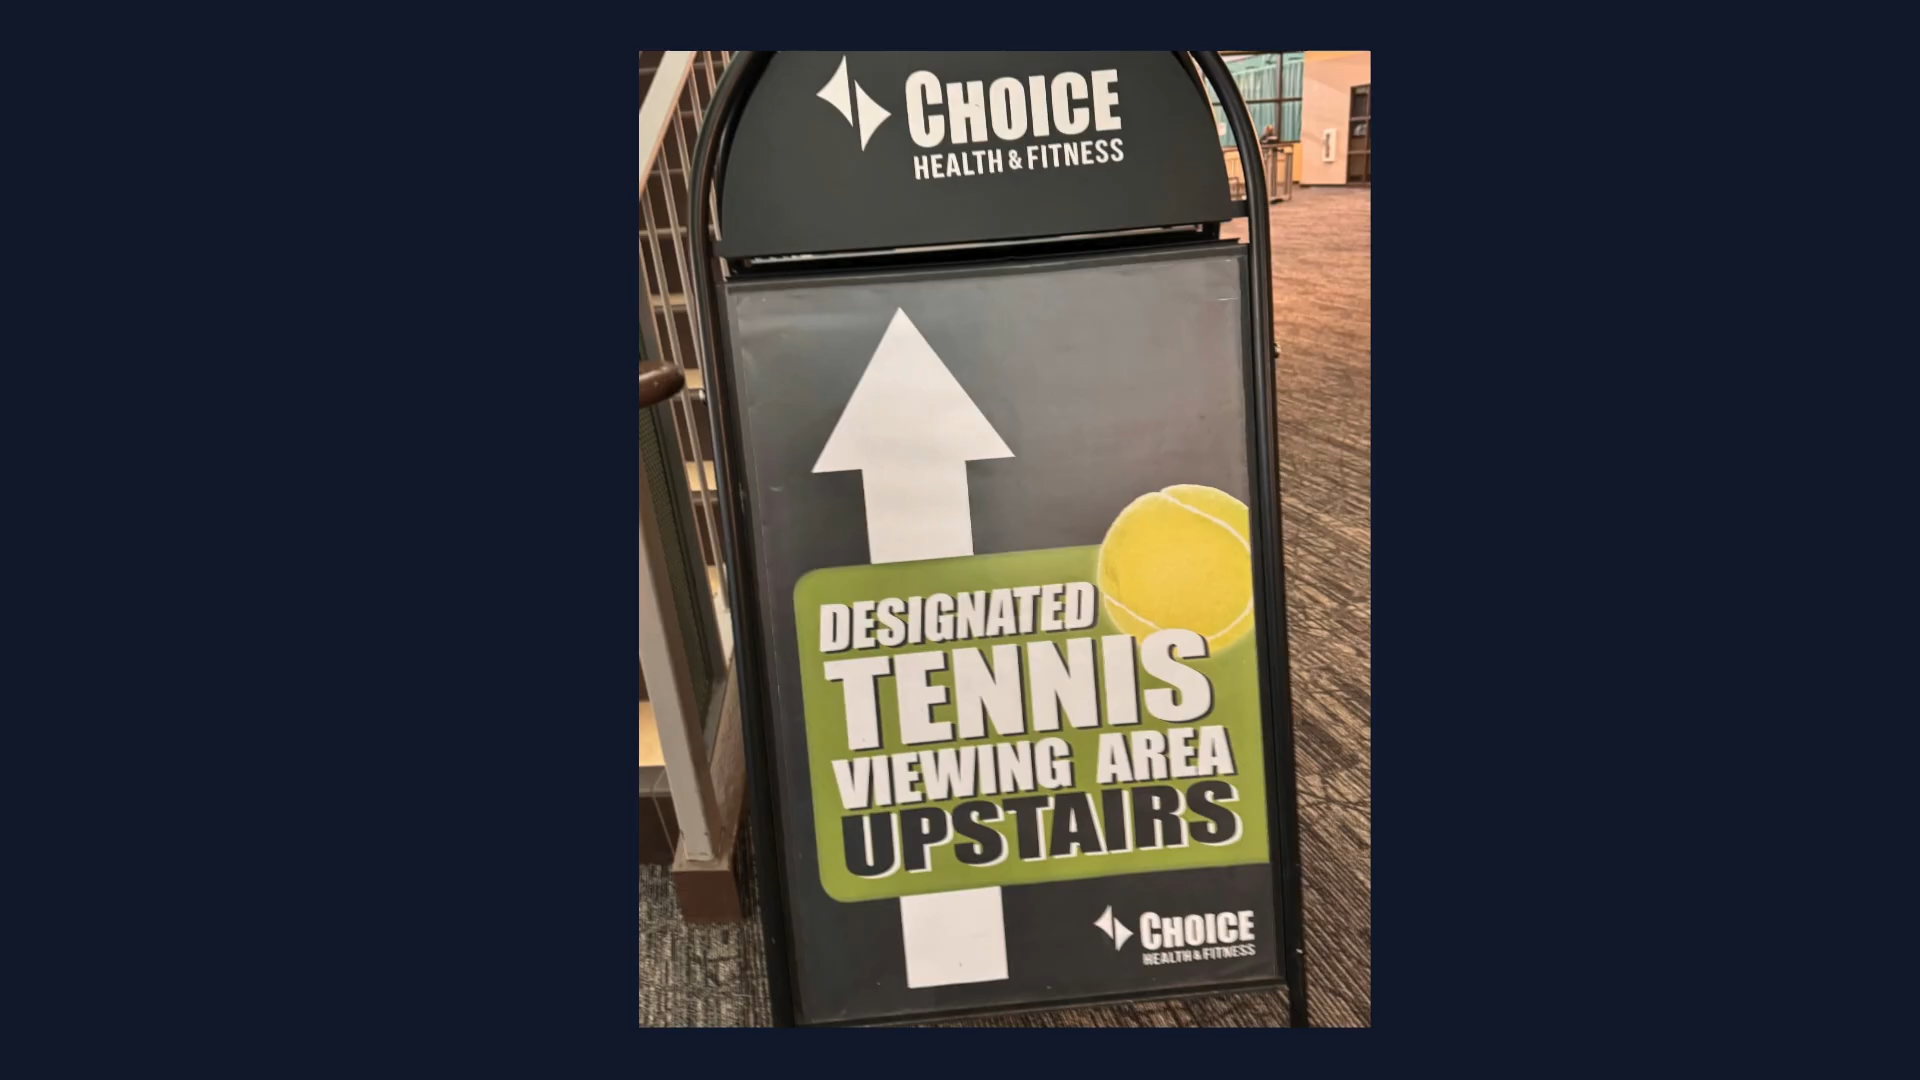 CHOICE
HEALTH & FITNESS
DESIGNATED
TENNIS
VIEWING AREA
UPSTAIRS
CHOICE
HEALTH & FITNESS